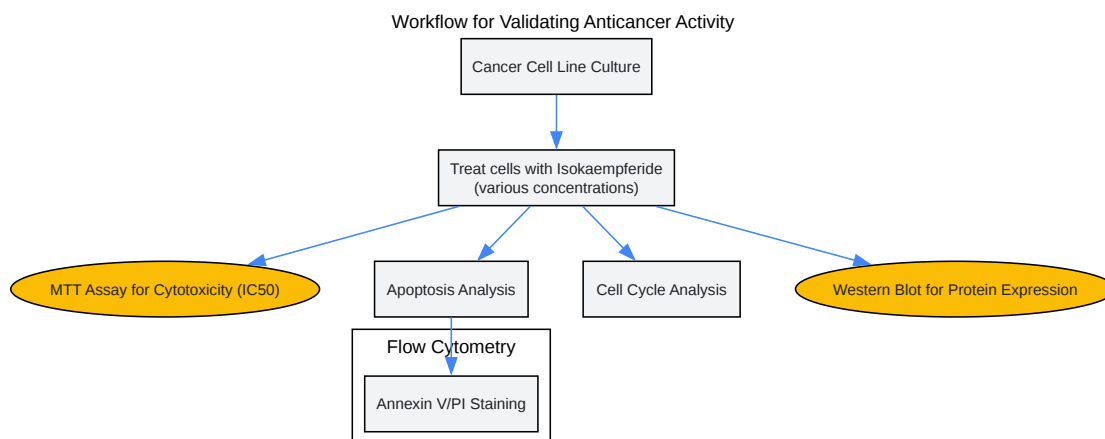 Workflow for Validating Anticancer Activity
Cancer Cell Line Culture
Treat cells with Isokaempferide
(various concentrations)
MTT Assay for Cytotoxicity (IC50)
Apoptosis Analysis
Cell Cycle Analysis
Western Blot for Protein Expression
Flow Cytometry
Annexin V/PI Staining